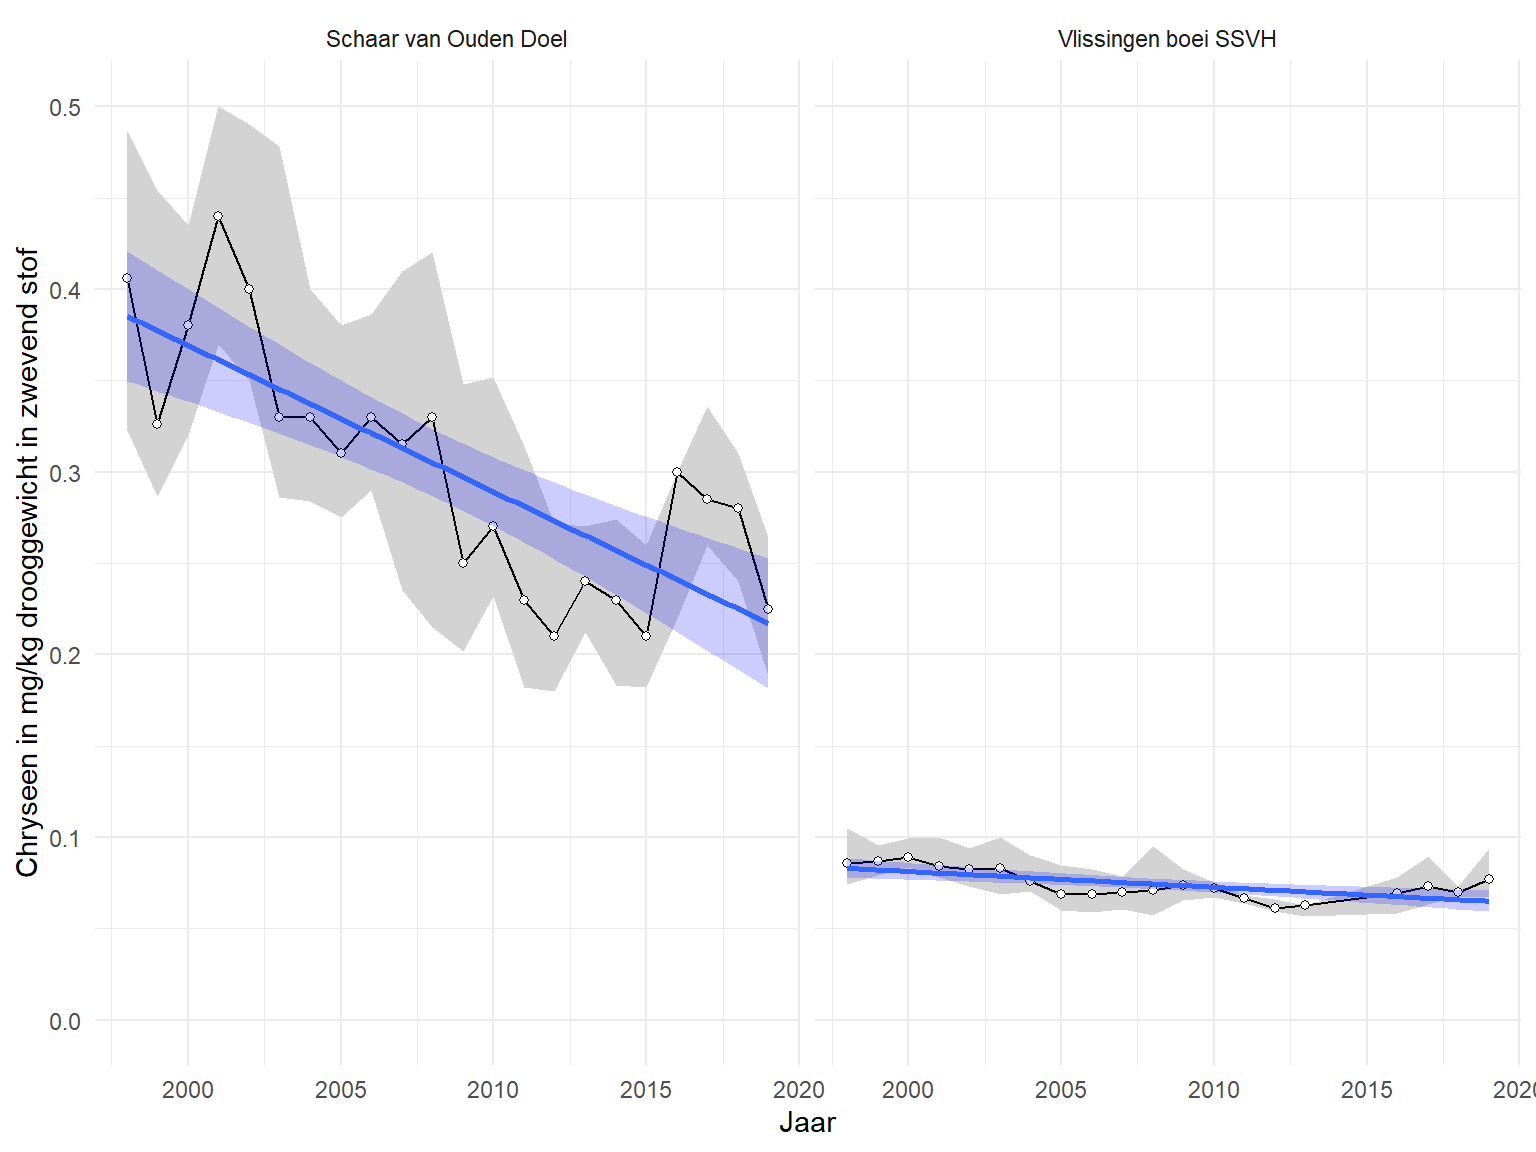 Schaar van Ouden Doel
Vlissingen boei SSVH
Chryseen in mg/kg drooggewicht in zwevend stof
0.5
0.4
0.3
0.2
0.1
0.0
2000 2005 2010 2015 2020 2000 2005 2010 2015 2020
Jaar